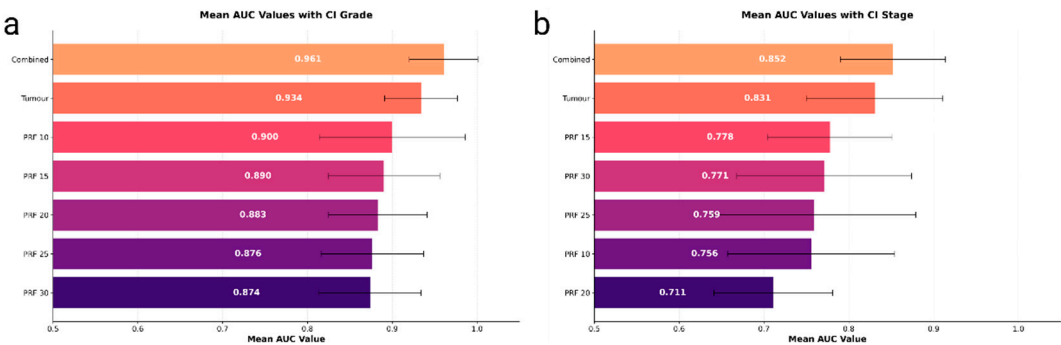 a
Mean AUC Values with CI Grade
Combined
0.961
Tumour
0.934
PRF 10
0.900
PRF 15
0.890
PRF 20
0.883
PRF 25
0.876
PRF 30
0.874
0.5 0.6 0.7 0.8 0.9 1.0
Mean AUC Value
b
Mean AUC Values with CI Stage
Combined
0.852
Tumour
0.831
PRF 15
0.778
PRF 30
0.771
PRF 25
0.759
PRF 10
0.756
PRF 20
0.711
0.5 0.6 0.7 0.8 0.9 1.0
Mean AUC Value